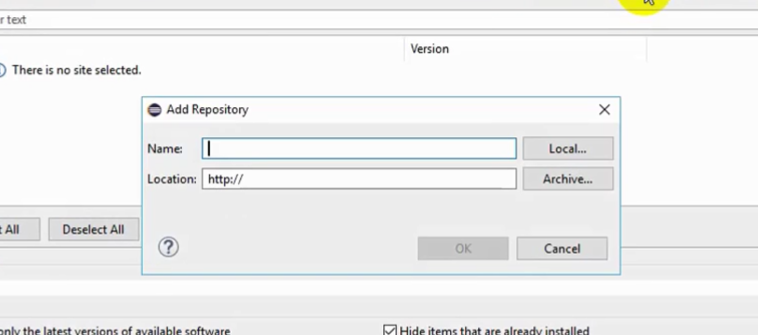 r text
Version
There is no site selected.
Add Repository
Name:
Local...
Location: http://
Archive...
All
Deselect All
?
OK
Cancel
only the latest versions of available software
Hide items that are already installed